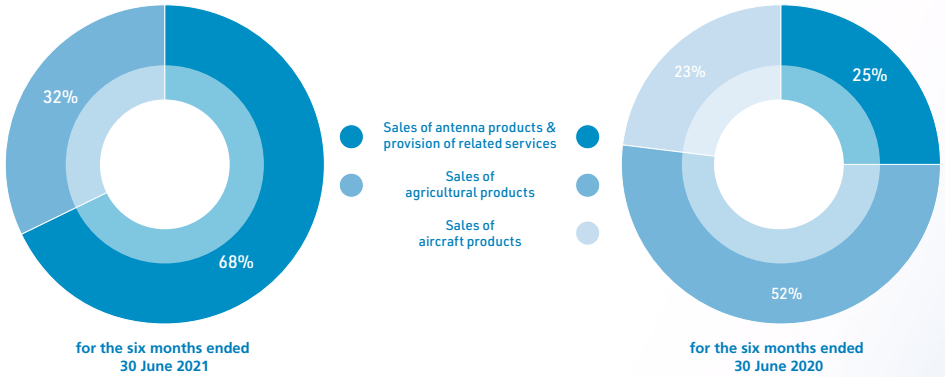 32%
68%
for the six months ended
30 June 2021
Sales of antenna products &
provision of related services
Sales of
agricultural products
Sales of
aircraft products
23%
25%
52%
for the six months ended
30 June 2020